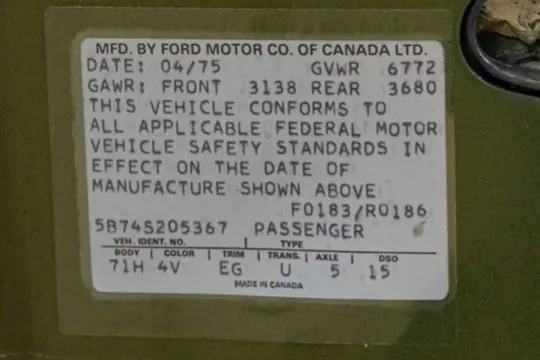 MFD. BY FORD MOTOR CO. OF CANADA LTD.
DATE: 04/75 GVWR 6772
GAWR: FRONT 3138 REAR 3680
THIS VEHICLE CONFORMS TO
ALL APPLICABLE FEDERAL MOTOR
VEHICLE SAFETY STANDARDS IN
EFFECT ON THE DATE OF
MANUFACTURE SHOWN ABOVE
F0183/R0186
5B74S205367 PASSENGER
VEH. IDENT. NO. TYPE
BODY | COLOR | TRIM | TRANS. | AXLE | DSO
71H 4V EG U 5 15
MADE IN CANADA